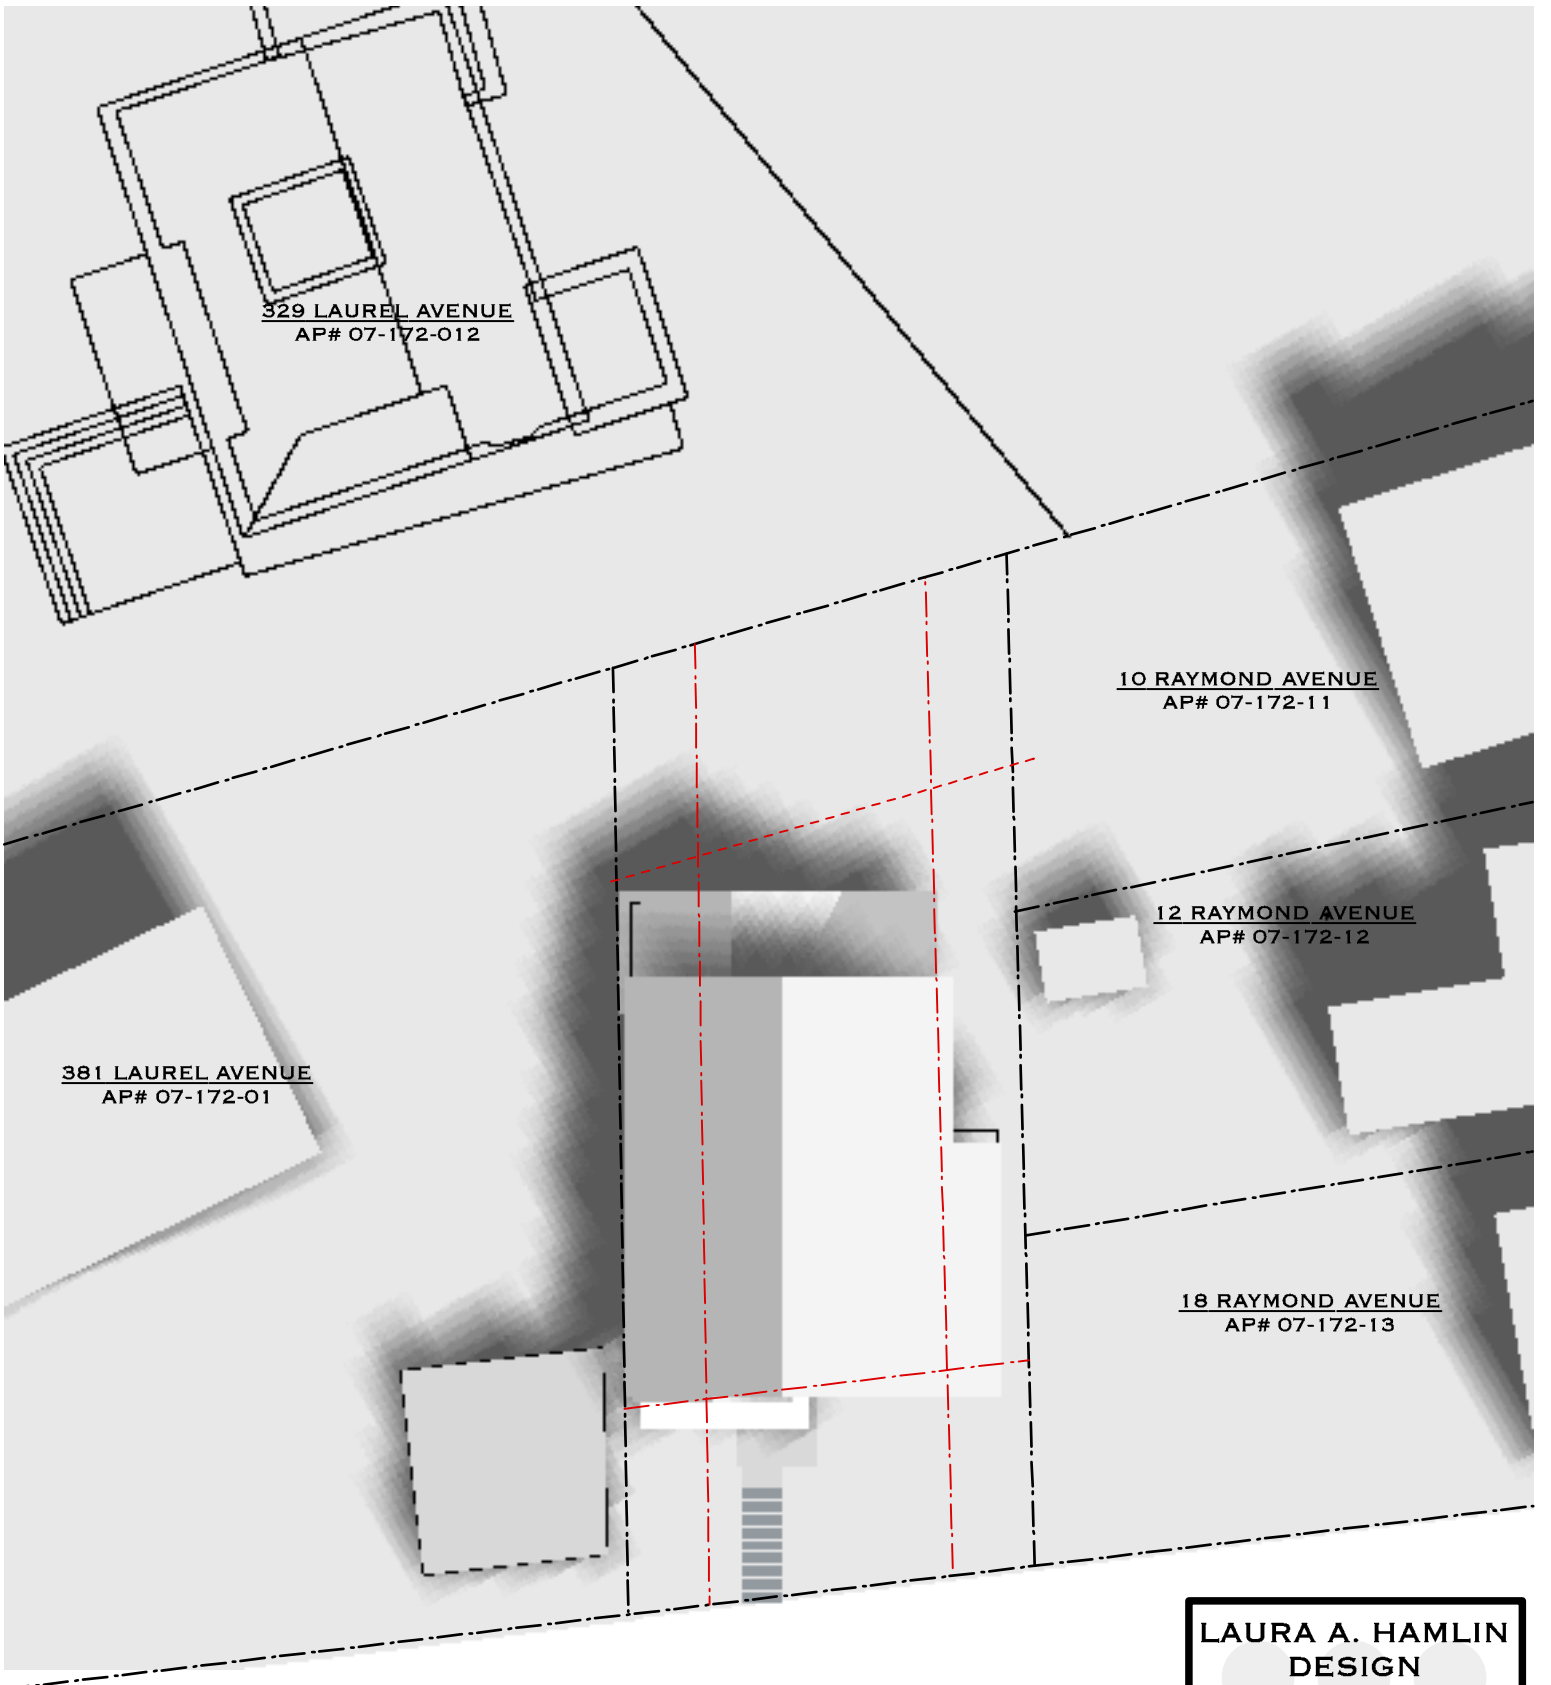 329 LAUREL AVENUE
AP# 07-172-012
10 RAYMOND AVENUE
AP# 07-172-11
12 RAYMOND AVENUE
AP# 07-172-12
381 LAUREL AVENUE
AP# 07-172-01
18 RAYMOND AVENUE
AP# 07-172-13
LAURA A. HAMLIN
DESIGN